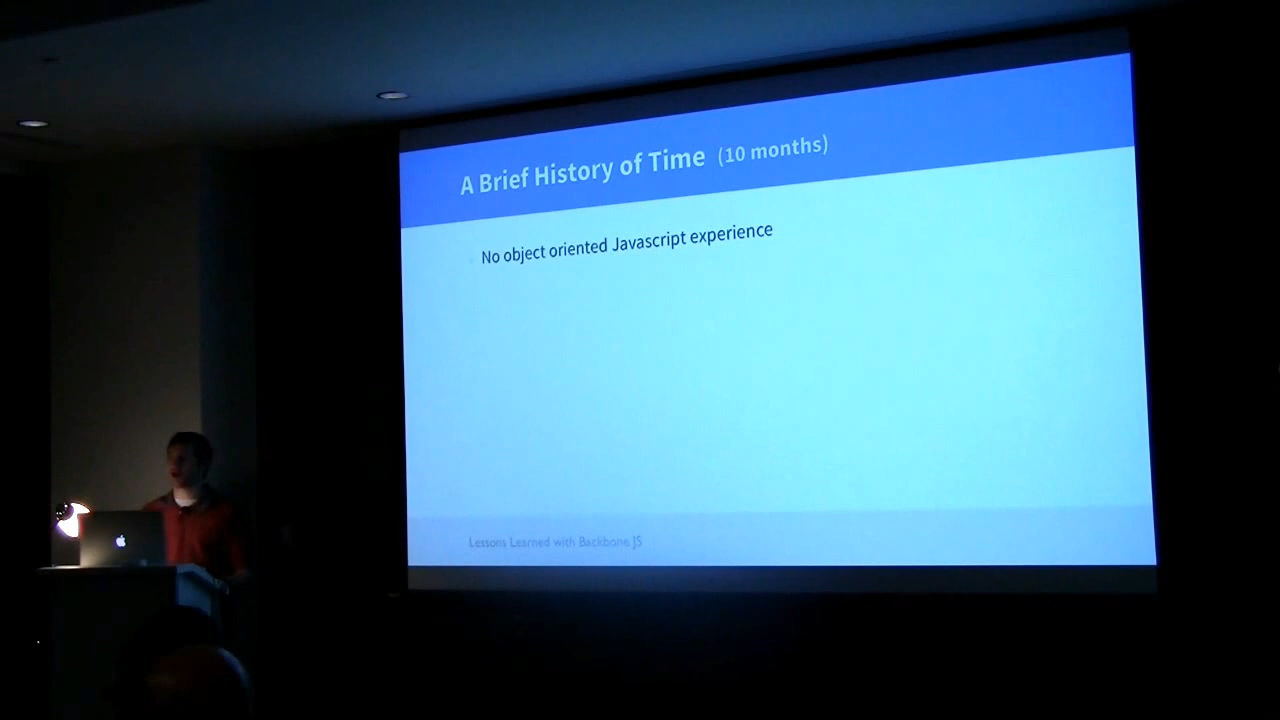 A Brief History of Time (10 months)
No object oriented Javascript experience
Lessons Learned with Backbone.JS